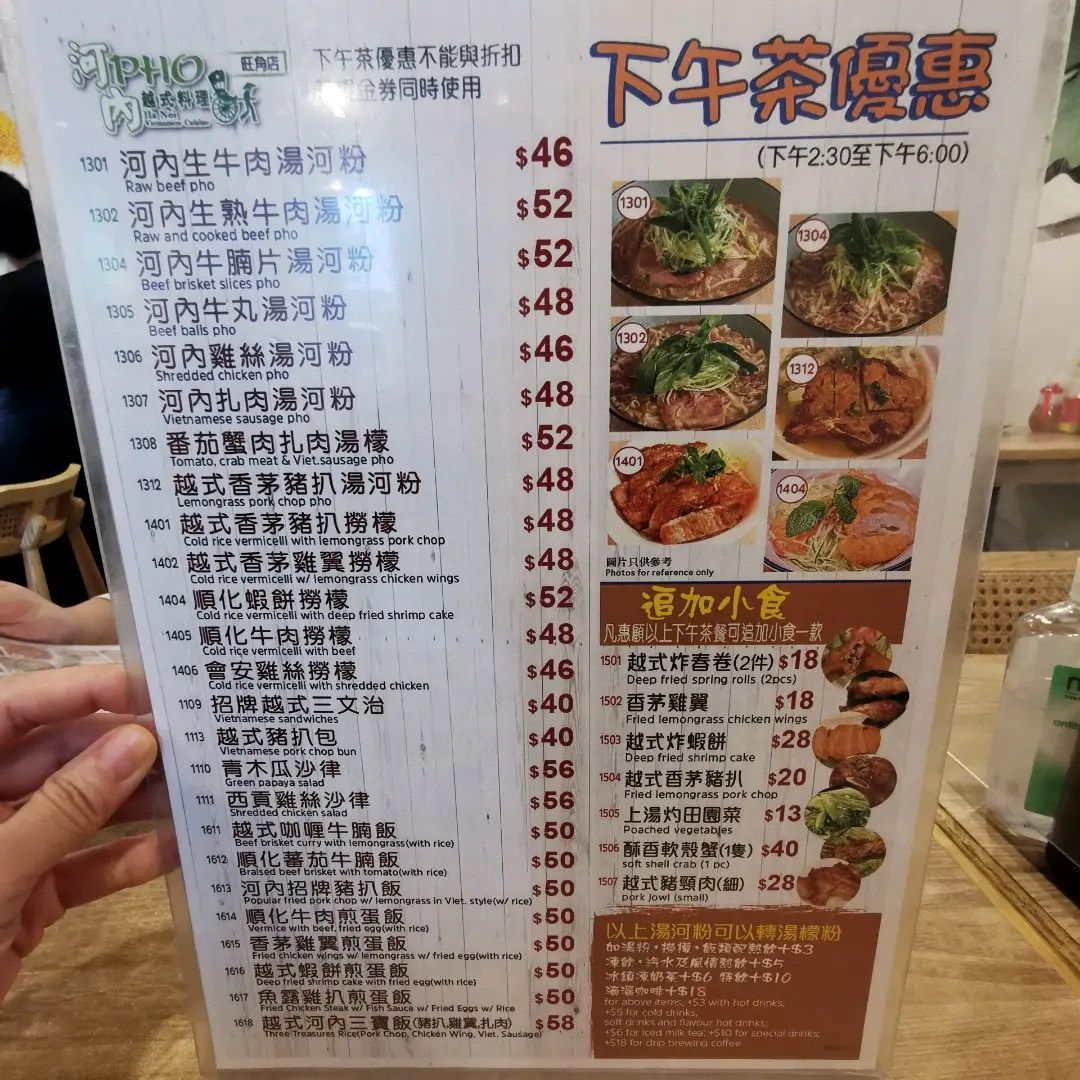 河內 PHO
越式料理
Ha Noi
Vietnamese Cuisine
旺角店
下午茶優惠不能與折扣
金券同時使用
下午茶優惠
(下午2:30至下午6:00)
1301 河內生牛肉湯河粉 $46
Raw beef pho
1302 河內生熟牛肉湯河粉 $52
Raw and cooked beef pho
1304 河內牛腩片湯河粉 $52
Beef brisket slices pho
1305 河內牛丸湯河粉 $48
Beef balls pho
1306 河內雞絲湯河粉 $46
Shredded chicken pho
1307 河內扎肉湯河粉 $48
Vietnamese sausage pho
1308 番茄蟹肉扎肉湯檬 $52
Tomato, crab meat & Viet.sausage pho
1312 越式香茅豬扒湯河粉 $48
Lemongrass pork chop pho
1401 越式香茅豬扒撈檬 $48
Cold rice vermicelli with lemongrass pork chop
1402 越式香茅雞翼撈檬 $48
Cold rice vermicelli w/ lemongrass chicken wings
1404 順化蝦餅撈檬 $52
Cold rice vermicelli with deep fried shrimp cake
1405 順化牛肉撈檬 $48
Cold rice vermicelli with beef
1406 會安雞絲撈檬 $46
Cold rice vermicelli with shredded chicken
1109 招牌越式三文治 $40
Vietnamese sandwiches
1113 越式豬扒包 $40
Vietnamese pork chop bun
1110 青木瓜沙律 $56
Green papaya salad
1111 西貢雞絲沙律 $56
Shredded chicken salad
1611 越式咖喱牛腩飯 $50
Beef brisket curry with lemongrass(with rice)
1612 順化蕃茄牛腩飯 $50
Braised beef brisket with tomato(with rice)
1613 河內招牌豬扒飯 $50
Popular fried pork chop w/ lemongrass in Viet. style(w/ rice)
1614 順化牛肉煎蛋飯 $50
Vermice with beef, fried egg(with rice)
1615 香茅雞翼煎蛋飯 $50
Fried chicken wings w/ lemongrass w/ fried egg(with rice)
1616 越式蝦餅煎蛋飯 $50
Deep fried shrimp cake with fried egg(with rice)
1617 魚露雞扒煎蛋飯 $50
Fried Chicken Steak w/ Fish Sauce w/ Fried Eggs w/ Rice
1618 越式河內三寶飯(豬扒,雞翼,扎肉) $58
Three Treasures Rice(Pork Chop, Chicken Wing, Viet. Sausage)
1301
1304
1302
1312
1401
1404
圖片只供參考
Photos for reference only
追加小食
凡惠顧以上下午茶餐可追加小食一款
1501 越式炸春卷(2件) $18
Deep fried spring rolls (2pcs)
1502 香茅雞翼 $18
Fried lemongrass chicken wings
1503 越式炸蝦餅 $28
Deep fried shrimp cake
1504 越式香茅豬扒 $20
Fried lemongrass pork chop
1505 上湯灼田園菜 $13
Poached vegetables
1506 酥香軟殼蟹(1隻) $40
soft shell crab (1 pc)
1507 越式豬頸肉(細) $28
pork jowl (small)
以上湯河粉可以轉湯檬粉
如湯粉・撈檬・飯類配熱飲+$3
凍飲・汽水及風情熱飲+$5
冰鎮凍奶茶+$6 特飲+$10
滴漏咖啡+$18
for above items, +$3 with hot drinks;
+$5 for cold drinks,
soft drinks and flavour hot drinks;
+$6 for iced milk tea; +$10 for special drinks;
+$18 for drip brewing coffee